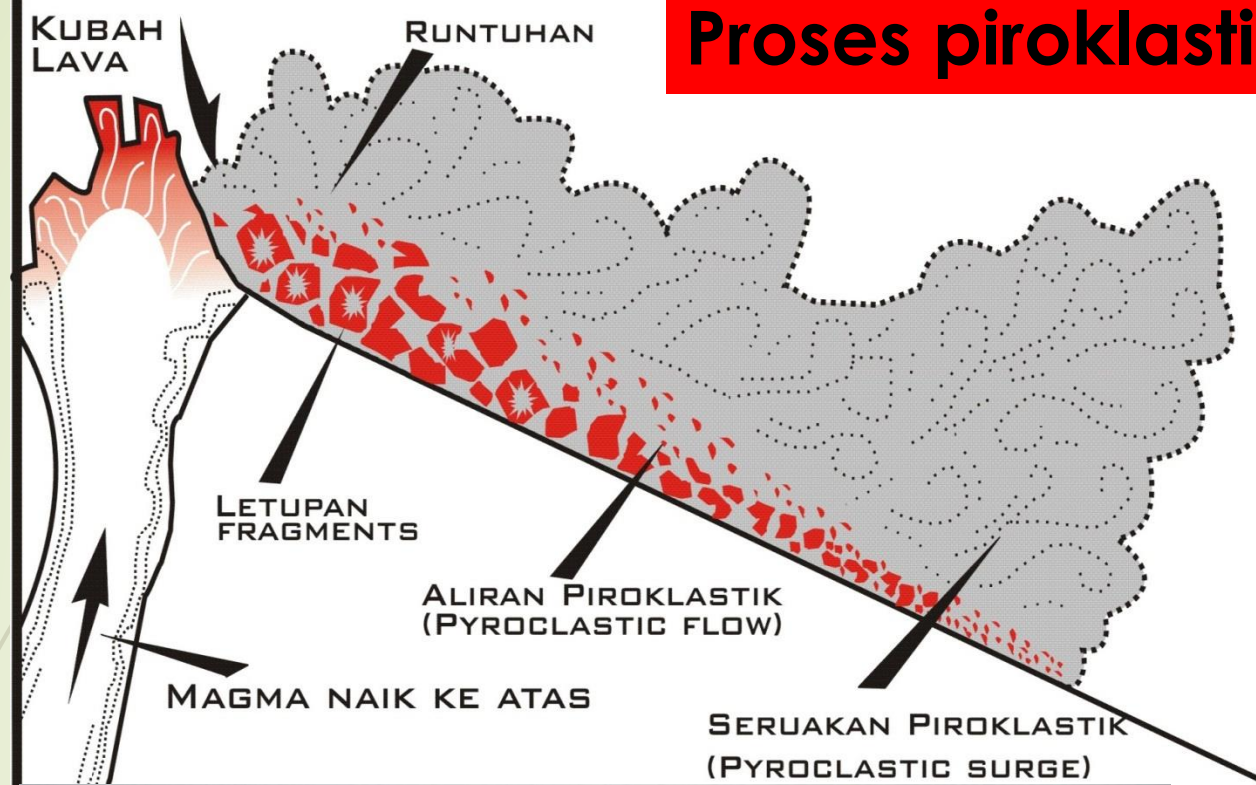 Proses piroklasti
KUBAH
LAVA
RUNTUHAN
LETUPAN
FRAGMENTS
ALIRAN PIROKLASTIK
(PYROCLASTIC FLOW)
MAGMA NAIK KE ATAS
SERUAKAN PIROKLASTIK
(PYROCLASTIC SURGE)